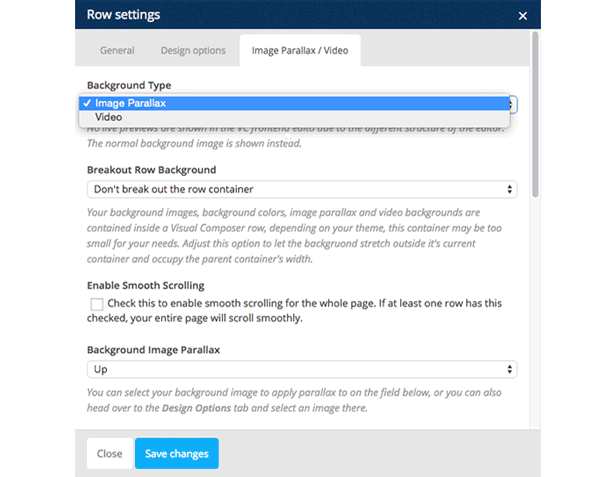 Row settings
×
General Design options Image Parallax / Video
Background Type
✓ Image Parallax
Video
No live previews are shown in the VC frontend edito due to the different structure of the editor.
The normal background image is shown instead.
Breakout Row Background
Don't break out the row container
Your background images, background colors, image parallax and video backgrounds are
contained inside a Visual Composer row, depending on your theme, this container may be too
small for your needs. Adjust this option to let the background stretch outside it's current
container and occupy the parent container's width.
Enable Smooth Scrolling
Check this to enable smooth scrolling for the whole page. If at least one row has this
checked, your entire page will scroll smoothly.
Background Image Parallax
Up
You can select your background image to apply parallax to on the field below, or you can also
head over to the Design Options tab and select an image there.
Close Save changes